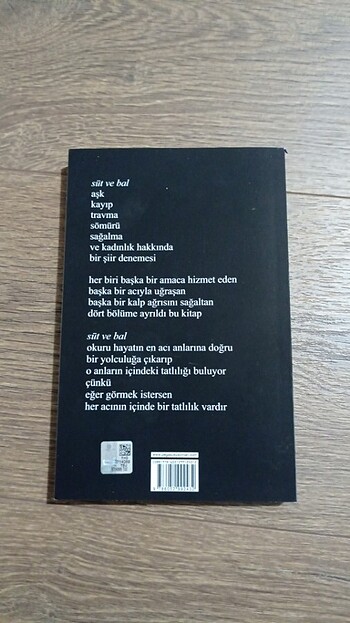 süt ve bal
aşk
kayıp
travma
sömürü
sağalma
ve kadınlık hakkında
bir şiir denemesi
her biri başka bir amaca hizmet eden
başka bir acıyla uğraşan
başka bir kalp ağrısını sağaltan
dört bölüme ayrıldı bu kitap
süt ve bal
okuru hayatın en acı anlarına doğru
bir yolculuğa çıkarıp
o anların içindeki tatlılığı buluyor
çünkü
eğer görmek istersen
her acının içinde bir tatlılık vardır